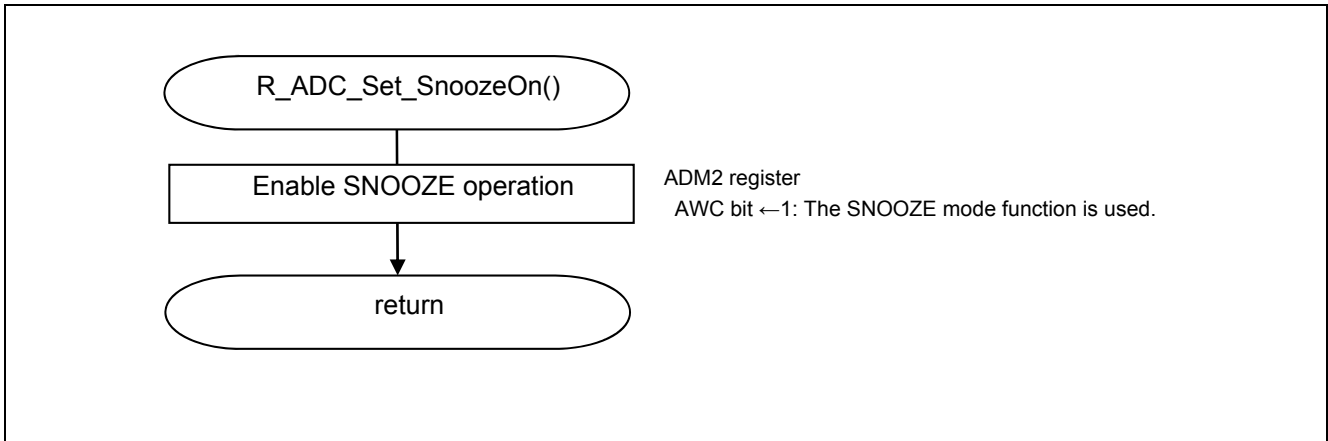 R_ADC_Set_SnoozeOn()
Enable SNOOZE operation
ADM2 register
AWC bit ←1: The SNOOZE mode function is used.
return